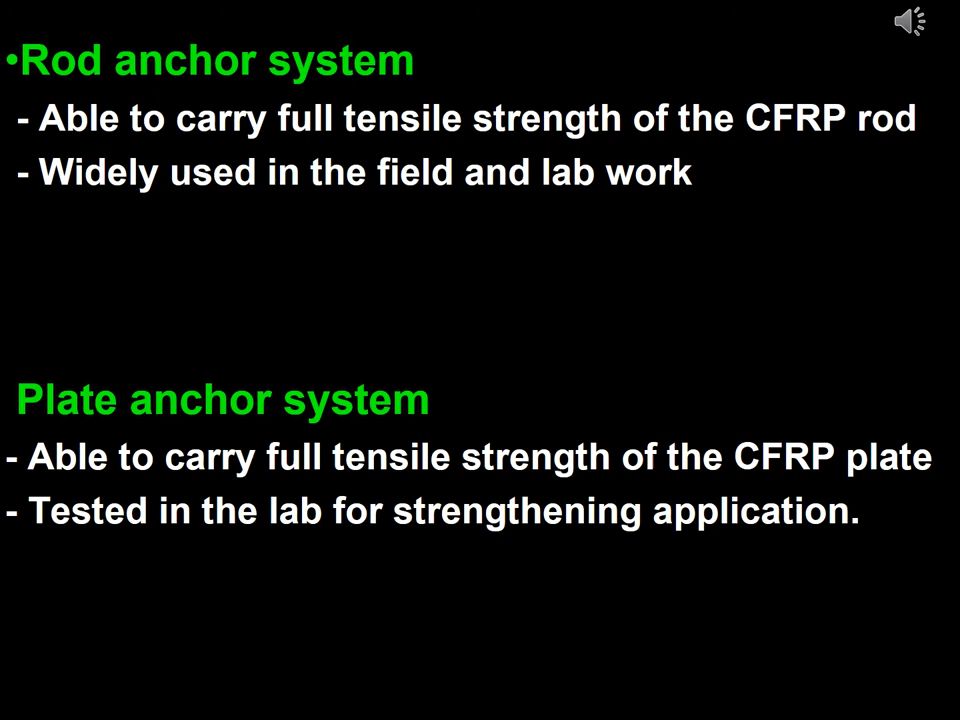 •Rod anchor system
- Able to carry full tensile strength of the CFRP rod
- Widely used in the field and lab work
Plate anchor system
- Able to carry full tensile strength of the CFRP plate
- Tested in the lab for strengthening application.